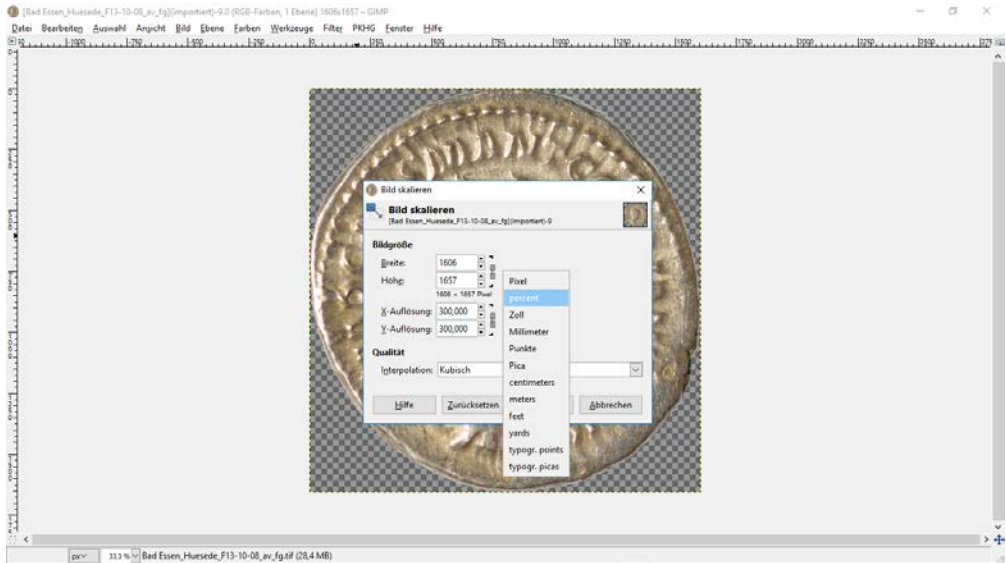 [Bad Essen_Huesede_F13-10-08_av_fg](importiert)-9.0 (RGB-Farben, 1 Ebene) 1606x1657 – GIMP
Datei Bearbeiten Auswahl Ansicht Bild Ebene Farben Werkzeuge Filter PKHG Fenster Hilfe
Bild skalieren
Bild skalieren
[Bad Essen_Huesede_F13-10-08_av_fg](importiert)-9
Bildgröße
Breite: 1606
Höhe: 1657
1606 × 1657 Pixel
X-Auflösung: 300,000
Y-Auflösung: 300,000
Qualität
Interpolation: Kubisch
Hilfe Zurücksetzen Abbrechen
Pixel
percent
Zoll
Millimeter
Punkte
Pica
centimeters
meters
feet
yards
typogr. points
typogr. picas
px 33,3 % Bad Essen_Huesede_F13-10-08_av_fg.tif (28,4 MB)